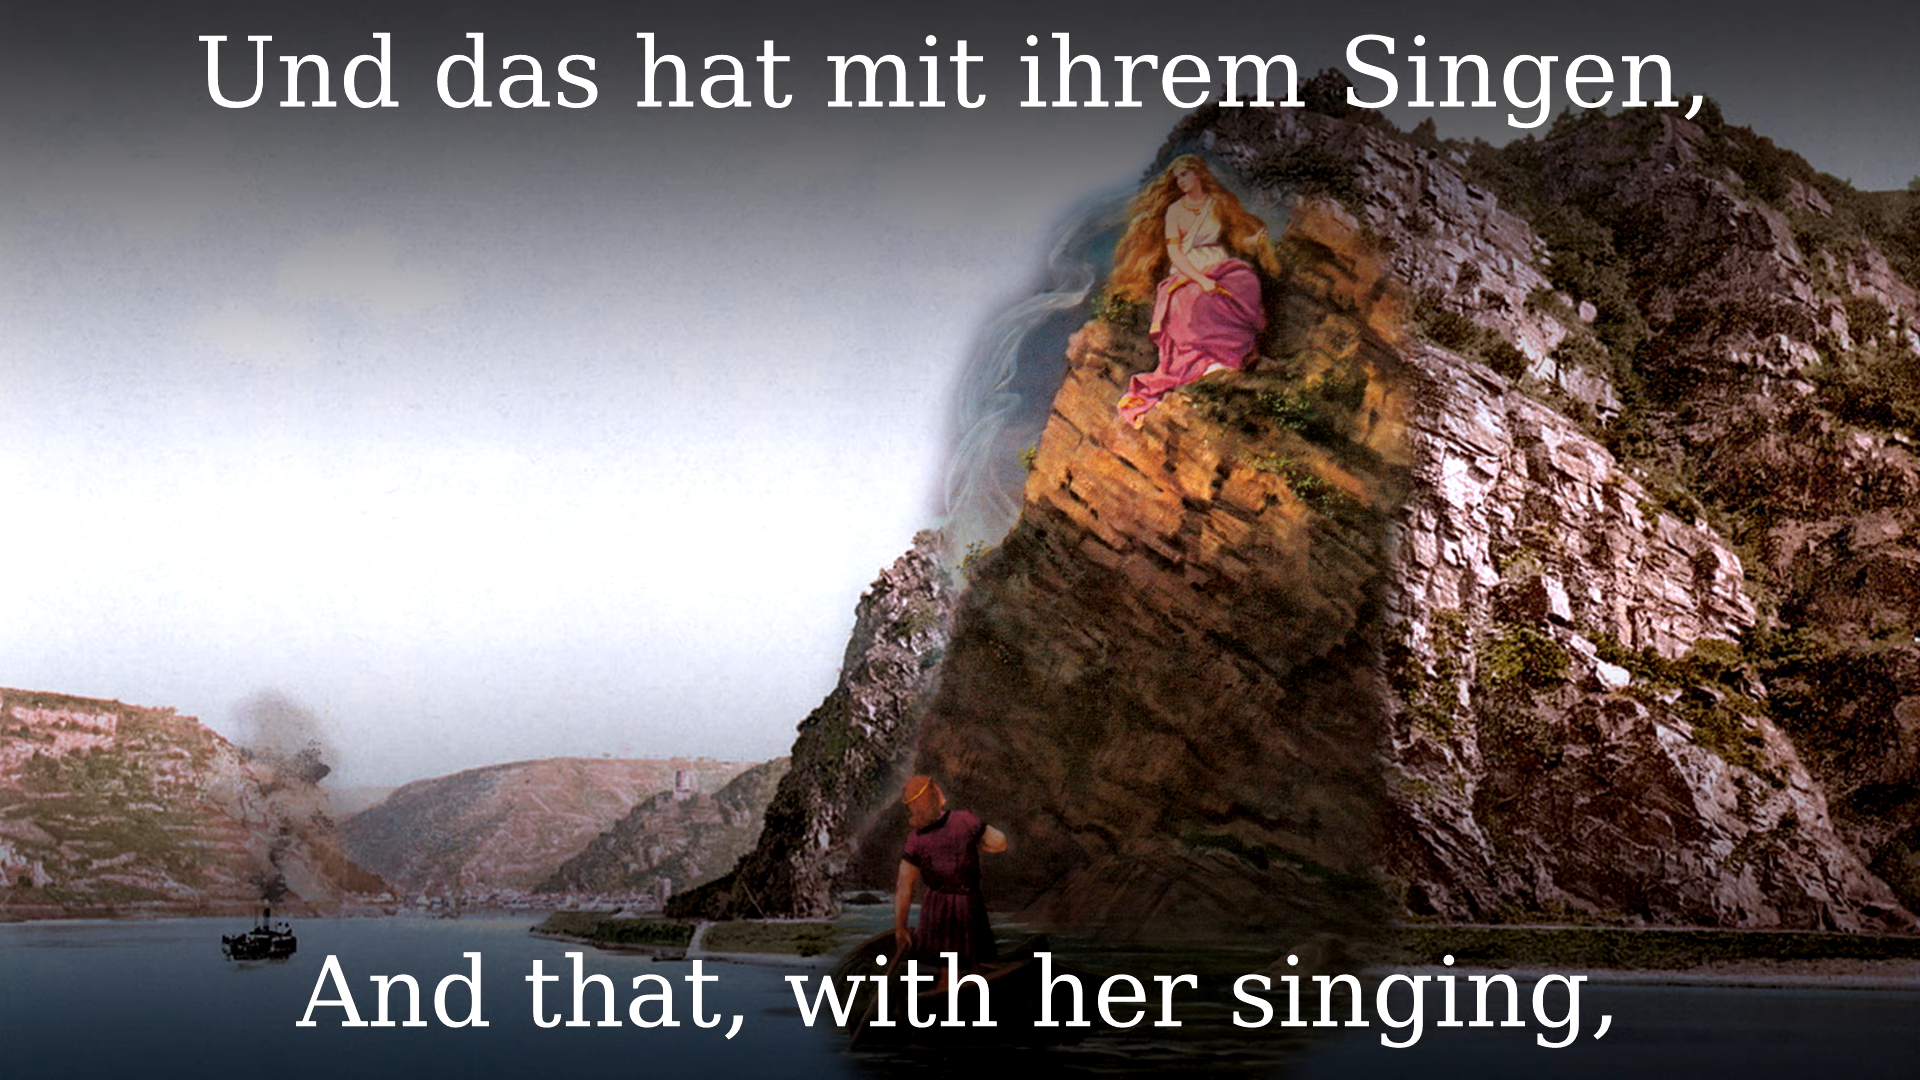 Und das hat mit ihrem Singen,
And that, with her singing,